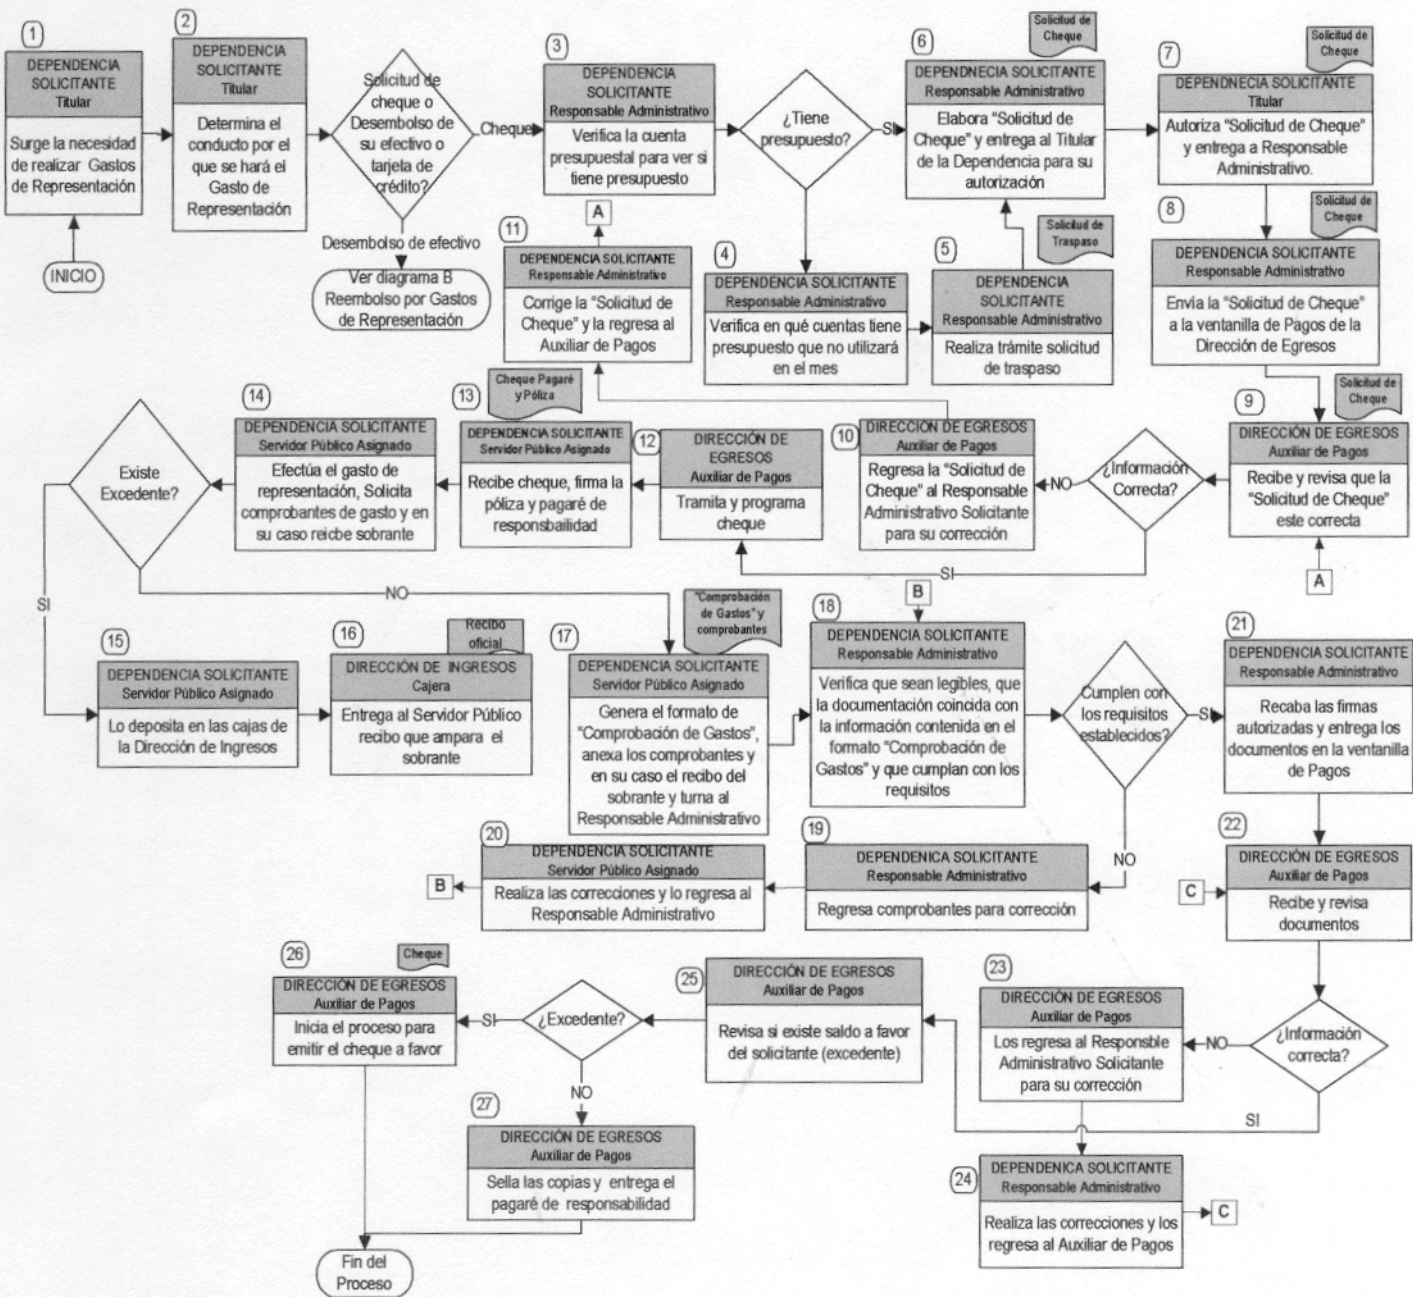 1
DEPENDENCIA
SOLICITANTE
Titular
Surge la necesidad
de realizar Gastos
de Representación
INICIO
2
DEPENDENCIA
SOLICITANTE
Titular
Determina el
conducto por el
que se hará el
Gasto de
Representación
Solicitud de
cheque o
Desembolso de
su efectivo o
tarjeta de
crédito?
Cheque
Desembolso de efectivo
Ver diagrama B
Reembolso por Gastos
de Representación
3
DEPENDENCIA
SOLICITANTE
Responsable Administrativo
Verifica la cuenta
presupuestal para ver si
tiene presupuesto
¿Tiene
presupuesto?
SI
Solicitud de
Cheque
6
DEPENDNECIA SOLICITANTE
Responsable Administrativo
Elabora "Solicitud de
Cheque" y entrega al Titular
de la Dependencia para su
autorización
Solicitud de
Cheque
7
DEPENDNECIA SOLICITANTE
Titular
Autoriza "Solicitud de Cheque"
y entrega a Responsable
Administrativo.
4
DEPENDENCIA SOLICITANTE
Responsable Administrativo
Verifica en qué cuentas tiene
presupuesto que no utilizará
en el mes
Solicitud de
Traspaso
5
DEPENDENCIA
SOLICITANTE
Responsable Administrativo
Realiza trámite solicitud
de traspaso
Solicitud de
Cheque
8
DEPENDENCIA SOLICITANTE
Responsable Administrativo
Envía la "Solicitud de Cheque"
a la ventanilla de Pagos de la
Dirección de Egresos
A
11
DEPENDENCIA SOLICITANTE
Responsable Administrativo
Corrige la "Solicitud de
Cheque" y la regresa al
Auxiliar de Pagos
Solicitud de
Cheque
9
DIRECCIÓN DE EGRESOS
Auxiliar de Pagos
Recibe y revisa que la
"Solicitud de Cheque"
este correcta
A
¿Información
Correcta?
NO
SI
10
DIRECCIÓN DE EGRESOS
Auxiliar de Pagos
Regresa la "Solicitud de
Cheque" al Responsable
Administrativo Solicitante
para su corrección
12
DIRECCIÓN DE
EGRESOS
Auxiliar de Pagos
Tramita y programa
cheque
Cheque Pagaré
y Póliza
13
DEPENDENCIA SOLICITANTE
Servidor Público Asignado
Recibe cheque, firma la
póliza y pagaré de
responsbailidad
14
DEPENDENCIA SOLICITANTE
Servidor Público Asignado
Efectúa el gasto de
representación, Solicita
comprobantes de gasto y en
su caso reicbe sobrante
Existe
Excedente?
SI
NO
15
DEPENDENCIA SOLICITANTE
Servidor Público Asignado
Lo deposita en las cajas de
la Dirección de Ingresos
Recibo
oficial
16
DIRECCIÓN DE INGRESOS
Cajera
Entrega al Servidor Público
recibo que ampara el
sobrante
"Comprobación
de Gastos" y
comprobantes
17
DEPENDENCIA SOLICITANTE
Servidor Público Asignado
Genera el formato de
"Comprobación de Gastos",
anexa los comprobantes y
en su caso el recibo del
sobrante y turna al
Responsable Administrativo
B
18
DEPENDENCIA SOLICITANTE
Responsable Administrativo
Verifica que sean legibles, que
la documentación coincida con
la información contenida en el
formato "Comprobación de
Gastos" y que cumplan con los
requisitos
Cumplen con
los requisitos
establecidos?
SI
NO
21
DEPENDENCIA SOLICITANTE
Responsable Administrativo
Recaba las firmas
autorizadas y entrega los
documentos en la ventanilla
de Pagos
19
DEPENDENICA SOLICITANTE
Responsable Administrativo
Regresa comprobantes para corrección
20
DEPENDENCIA SOLICITANTE
Servidor Público Asignado
Realiza las correcciones y lo regresa al
Responsable Administrativo
B
22
DIRECCIÓN DE EGRESOS
Auxiliar de Pagos
Recibe y revisa
documentos
C
¿Información
correcta?
NO
SI
23
DIRECCIÓN DE EGRESOS
Auxiliar de Pagos
Los regresa al Responsble
Administrativo Solicitante
para su corrección
24
DEPENDENICA SOLICITANTE
Responsable Administrativo
Realiza las correcciones y los
regresa al Auxiliar de Pagos
C
25
DIRECCIÓN DE EGRESOS
Auxiliar de Pagos
Revisa si existe saldo a favor
del solicitante (excedente)
¿Excedente?
SI
NO
Cheque
26
DIRECCIÓN DE EGRESOS
Auxiliar de Pagos
Inicia el proceso para
emitir el cheque a favor
27
DIRECCIÓN DE EGRESOS
Auxiliar de Pagos
Sella las copias y entrega el
pagaré de responsabilidad
Fin del
Proceso